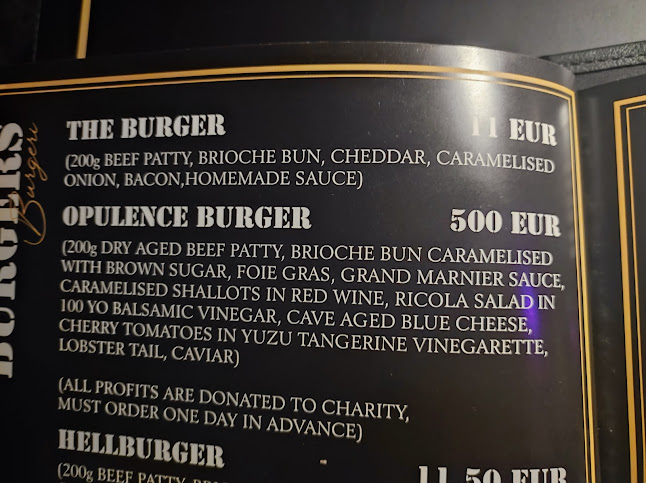 BURGERS
Burgeri
THE BURGER 11 EUR
(200g BEEF PATTY, BRIOCHE BUN, CHEDDAR, CARAMELISED
ONION, BACON,HOMEMADE SAUCE)
OPULENCE BURGER 500 EUR
(200g DRY AGED BEEF PATTY, BRIOCHE BUN CARAMELISED
WITH BROWN SUGAR, FOIE GRAS, GRAND MARNIER SAUCE,
CARAMELISED SHALLOTS IN RED WINE, RICOLA SALAD IN
100 YO BALSAMIC VINEGAR, CAVE AGED BLUE CHEESE,
CHERRY TOMATOES IN YUZU TANGERINE VINEGARETTE,
LOBSTER TAIL, CAVIAR)
(ALL PROFITS ARE DONATED TO CHARITY,
MUST ORDER ONE DAY IN ADVANCE)
HELLBURGER 11,50 EUR
(200g BEEF PATTY,